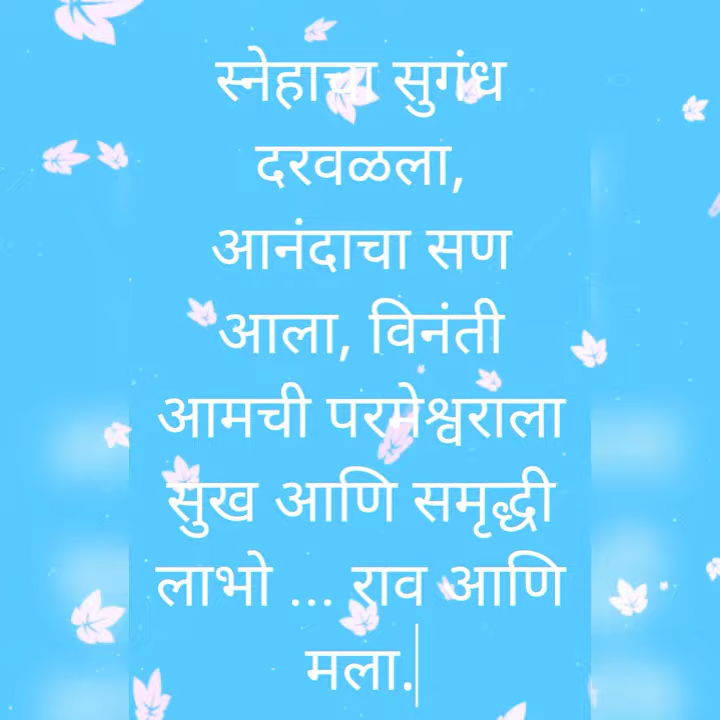 स्नेहाचा सुगंध
दरवळला,
आनंदाचा सण
आला, विनंती
आमची परमेश्वराला
सुख आणि समृद्धी
लाभो ... राव आणि
मला.